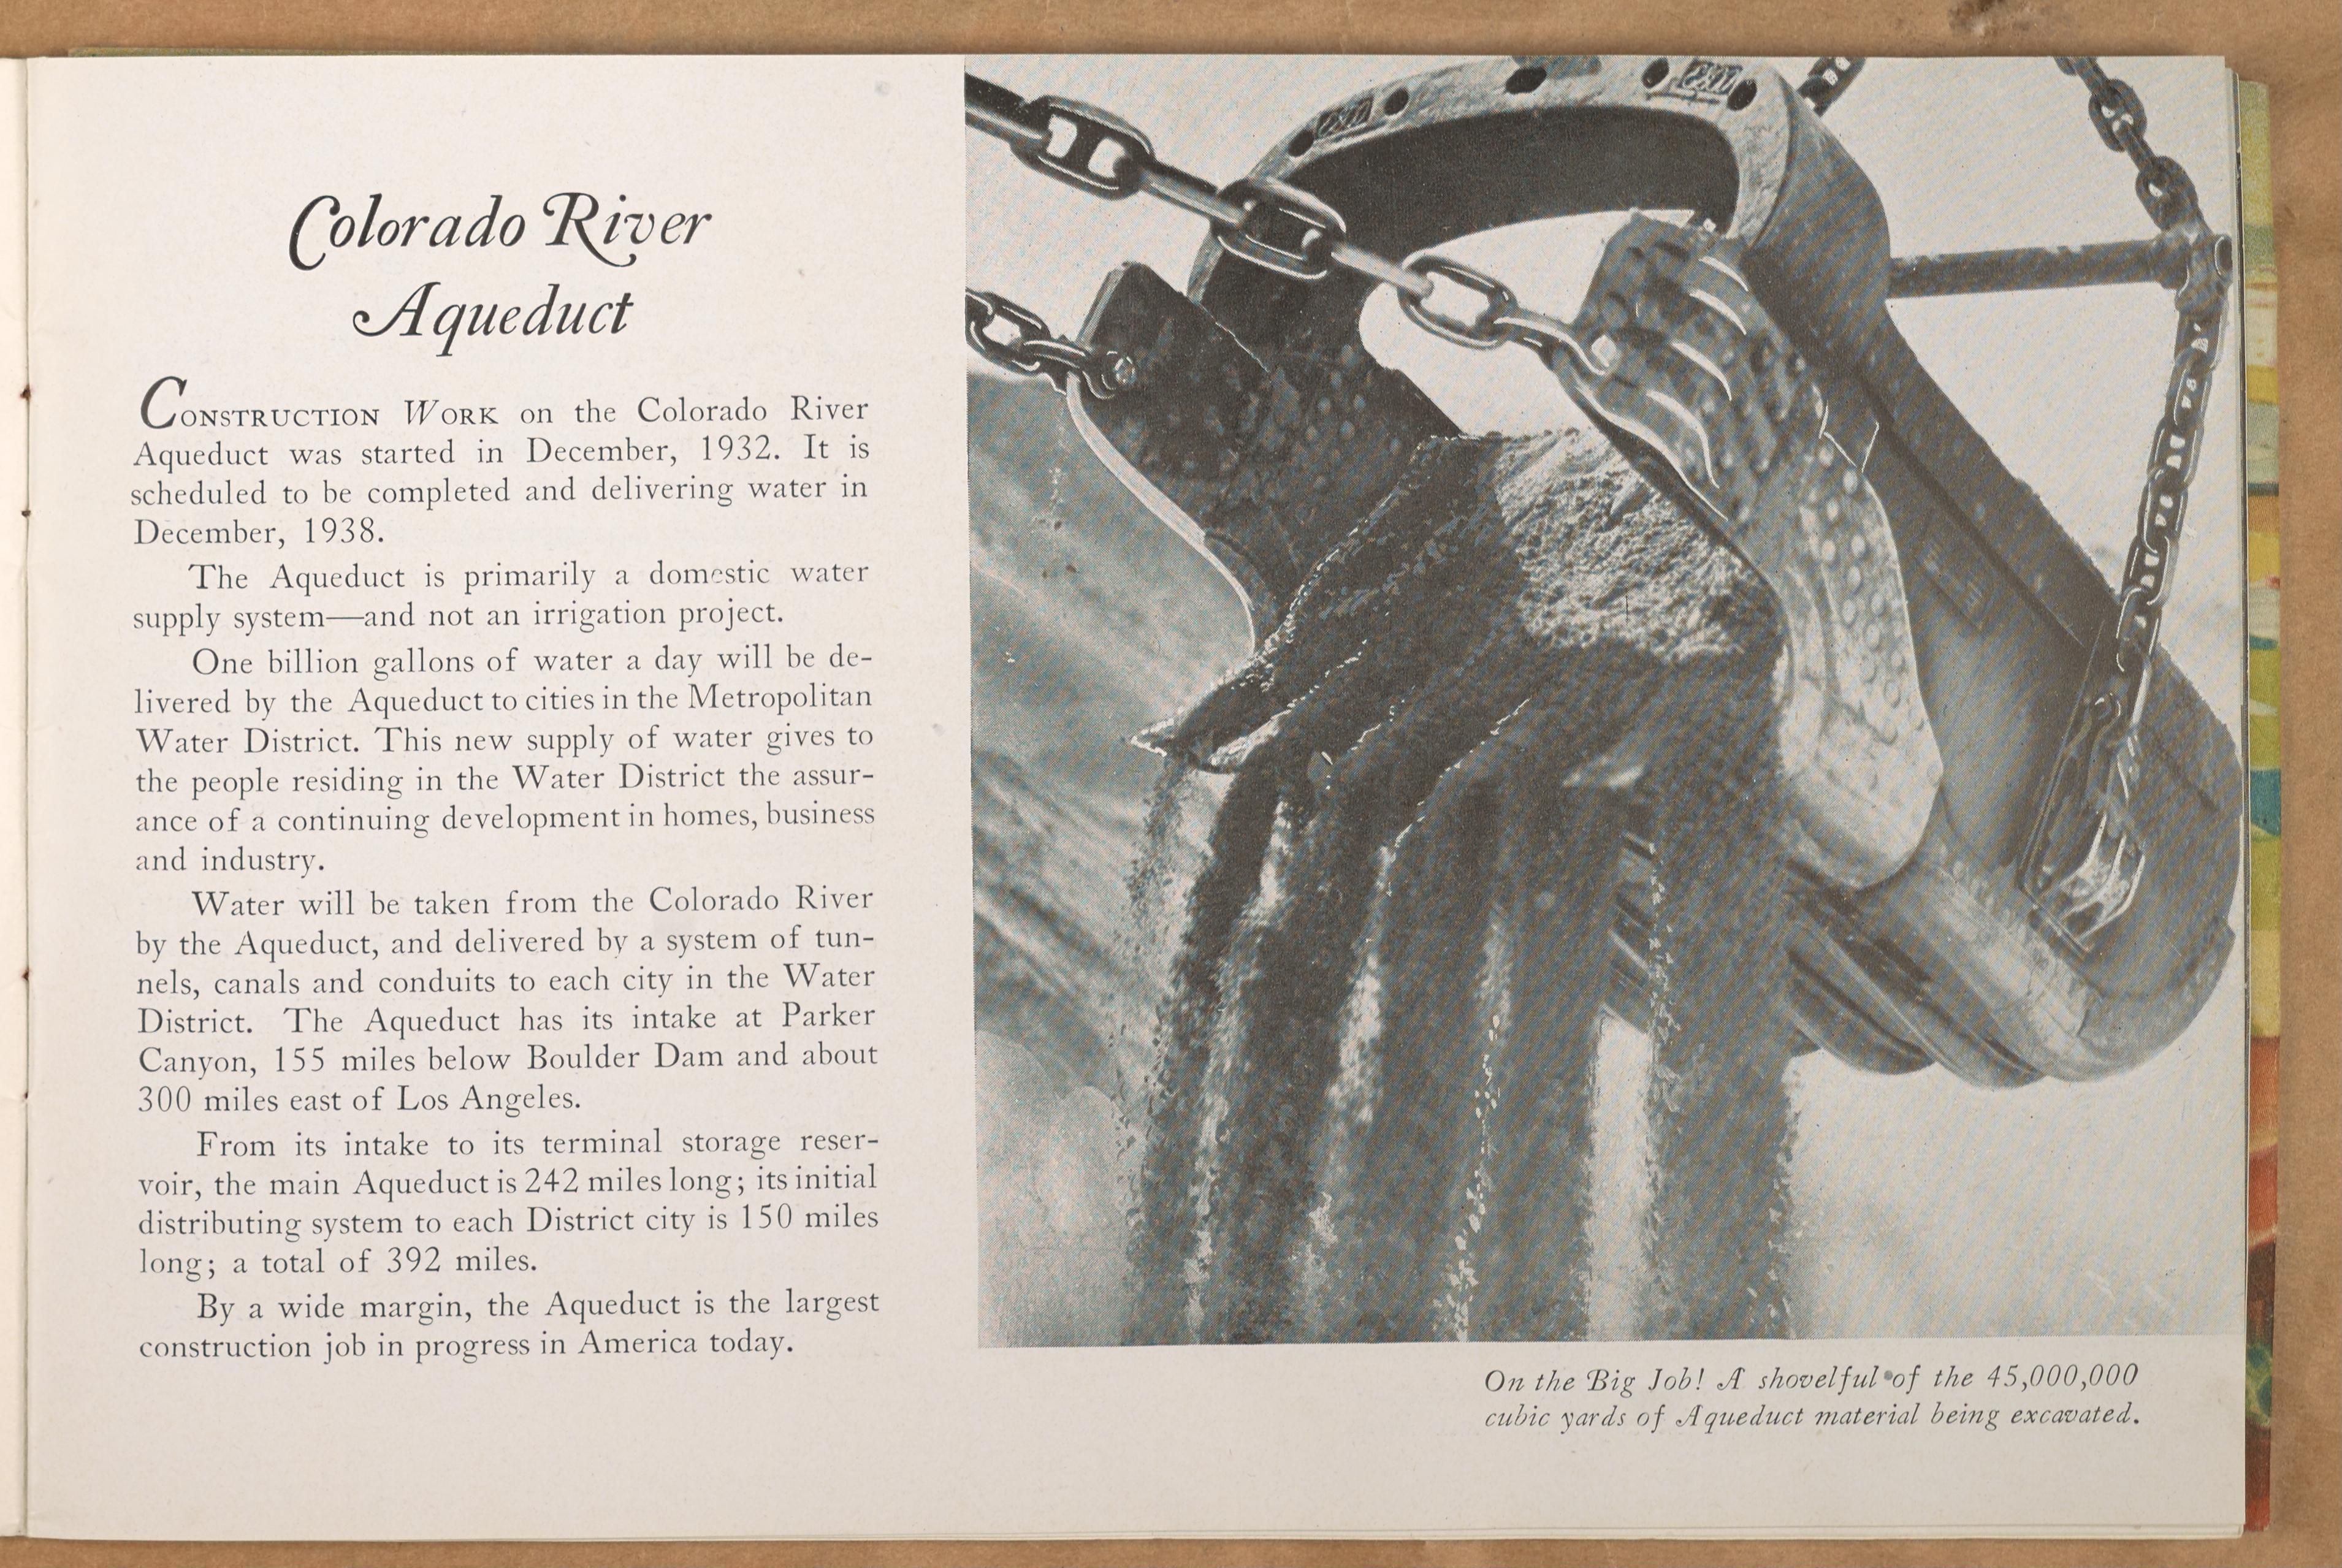 Colorado River
Aqueduct
CONSTRUCTION WORK on the Colorado River
Aqueduct was started in December, 1932. It is
scheduled to be completed and delivering water in
December, 1938.
The Aqueduct is primarily a domestic water
supply system—and not an irrigation project.
One billion gallons of water a day will be de-
livered by the Aqueduct to cities in the Metropolitan
Water District. This new supply of water gives to
the people residing in the Water District the assur-
ance of a continuing development in homes, business
and industry.
Water will be taken from the Colorado River
by the Aqueduct, and delivered by a system of tun-
nels, canals and conduits to each city in the Water
District. The Aqueduct has its intake at Parker
Canyon, 155 miles below Boulder Dam and about
300 miles east of Los Angeles.
From its intake to its terminal storage reser-
voir, the main Aqueduct is 242 miles long; its initial
distributing system to each District city is 150 miles
long; a total of 392 miles.
By a wide margin, the Aqueduct is the largest
construction job in progress in America today.
On the Big Job! A shovelful of the 45,000,000
cubic yards of Aqueduct material being excavated.